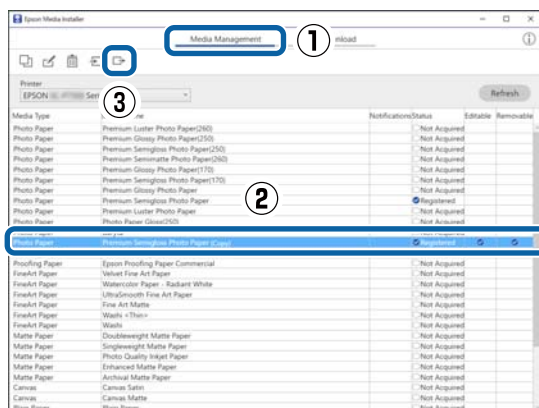 Epson Media Installer
Media Management
①
nload
③
Printer
EPSON
Seri
Refresh
Media Type
Notifications Status Editable Removable
Photo Paper Premium Luster Photo Paper(260) Not Acquired
Photo Paper Premium Glossy Photo Paper(250) Not Acquired
Photo Paper Premium Semigloss Photo Paper(250) Not Acquired
Photo Paper Premium Semimatte Photo Paper(260) Not Acquired
Photo Paper Premium Glossy Photo Paper(170) Not Acquired
Photo Paper Premium Semigloss Photo Paper(170) Not Acquired
Photo Paper Premium Glossy Photo Paper Not Acquired
Photo Paper Premium Semigloss Photo Paper Registered
Photo Paper Premium Luster Photo Paper Not Acquired
Photo Paper Photo Paper Gloss(250) Not Acquired
②
Photo Paper Premium Semigloss Photo Paper (Copy) Registered
Proofing Paper Epson Proofing Paper Commercial Not Acquired
FineArt Paper Velvet Fine Art Paper Not Acquired
FineArt Paper Watercolor Paper - Radiant White Not Acquired
FineArt Paper UltraSmooth Fine Art Paper Not Acquired
FineArt Paper Fine Art Matte Not Acquired
FineArt Paper Washi <Thin> Not Acquired
FineArt Paper Washi Not Acquired
Matte Paper Doubleweight Matte Paper Not Acquired
Matte Paper Singleweight Matte Paper Not Acquired
Matte Paper Photo Quality Inkjet Paper Not Acquired
Matte Paper Enhanced Matte Paper Not Acquired
Matte Paper Archival Matte Paper Not Acquired
Canvas Canvas Satin Not Acquired
Canvas Canvas Matte Not Acquired
Plain Paper Plain Paper Not Acquired